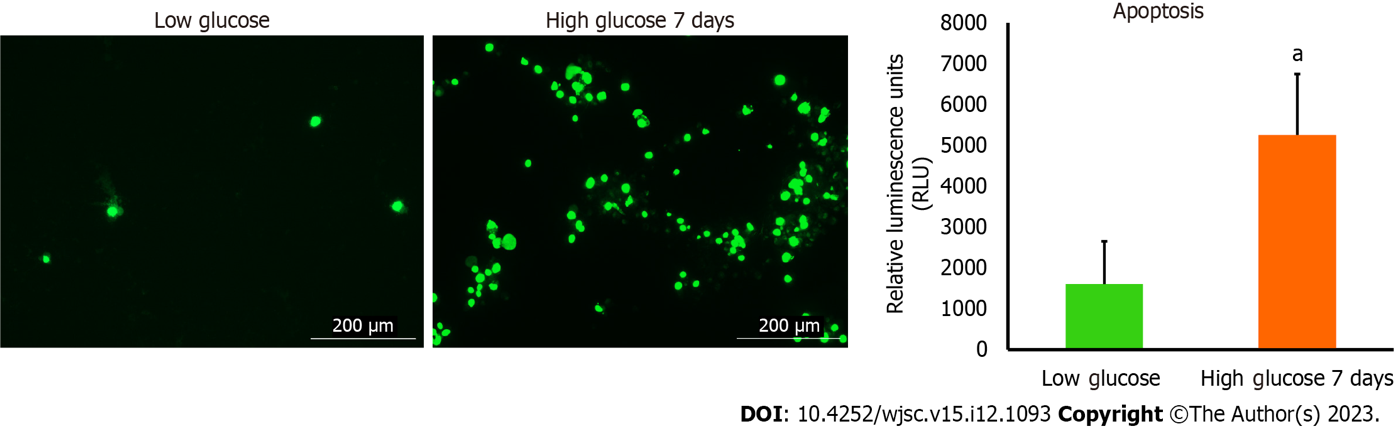 Low glucose
High glucose 7 days
200 µm
200 µm
Apoptosis
Relative luminescence units
(RLU)
8000
7000
6000
5000
4000
3000
2000
1000
0
a
Low glucose
High glucose 7 days
DOI: 10.4252/wjsc.v15.i12.1093 Copyright ©The Author(s) 2023.